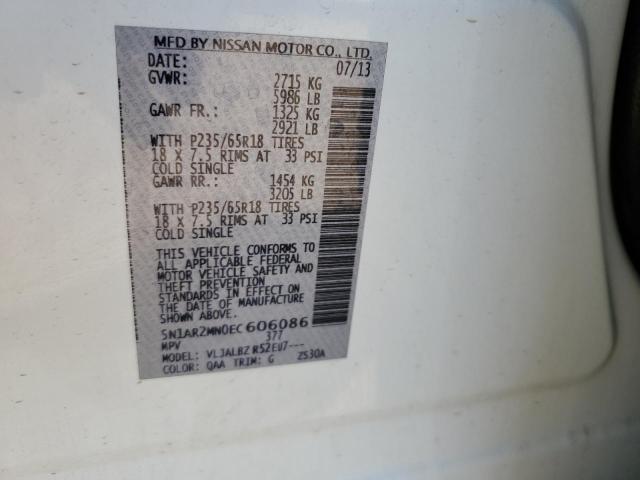 MFD BY NISSAN MOTOR CO., LTD.
DATE: 07/13
GVWR: 2715 KG
5986 LB
GAWR FR.: 1325 KG
2921 LB
WITH P235/65R18 TIRES
18 X 7.5 RIMS AT 33 PSI
COLD SINGLE
GAWR RR.: 1454 KG
3205 LB
WITH P235/65R18 TIRES
18 X 7.5 RIMS AT 33 PSI
COLD SINGLE
THIS VEHICLE CONFORMS TO
ALL APPLICABLE FEDERAL
MOTOR VEHICLE SAFETY AND
THEFT PREVENTION
STANDARDS IN EFFECT ON
THE DATE OF MANUFACTURE
5N1AR2MN0EC606086
MPV 377
MODEL: VLJALBZ R52EU7---
COLOR: QAA TRIM: G ZS30A